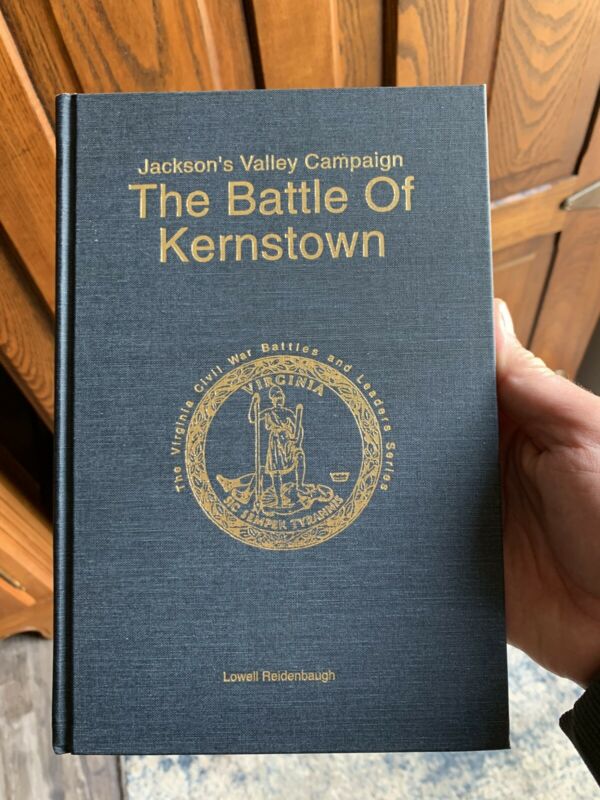 Jackson's Valley Campaign
The Battle Of
Kernstown
The Virginia Civil War Battles and Leaders Series
VIRGINIA
SIC SEMPER TYRANNIS
Lowell Reidenbaugh